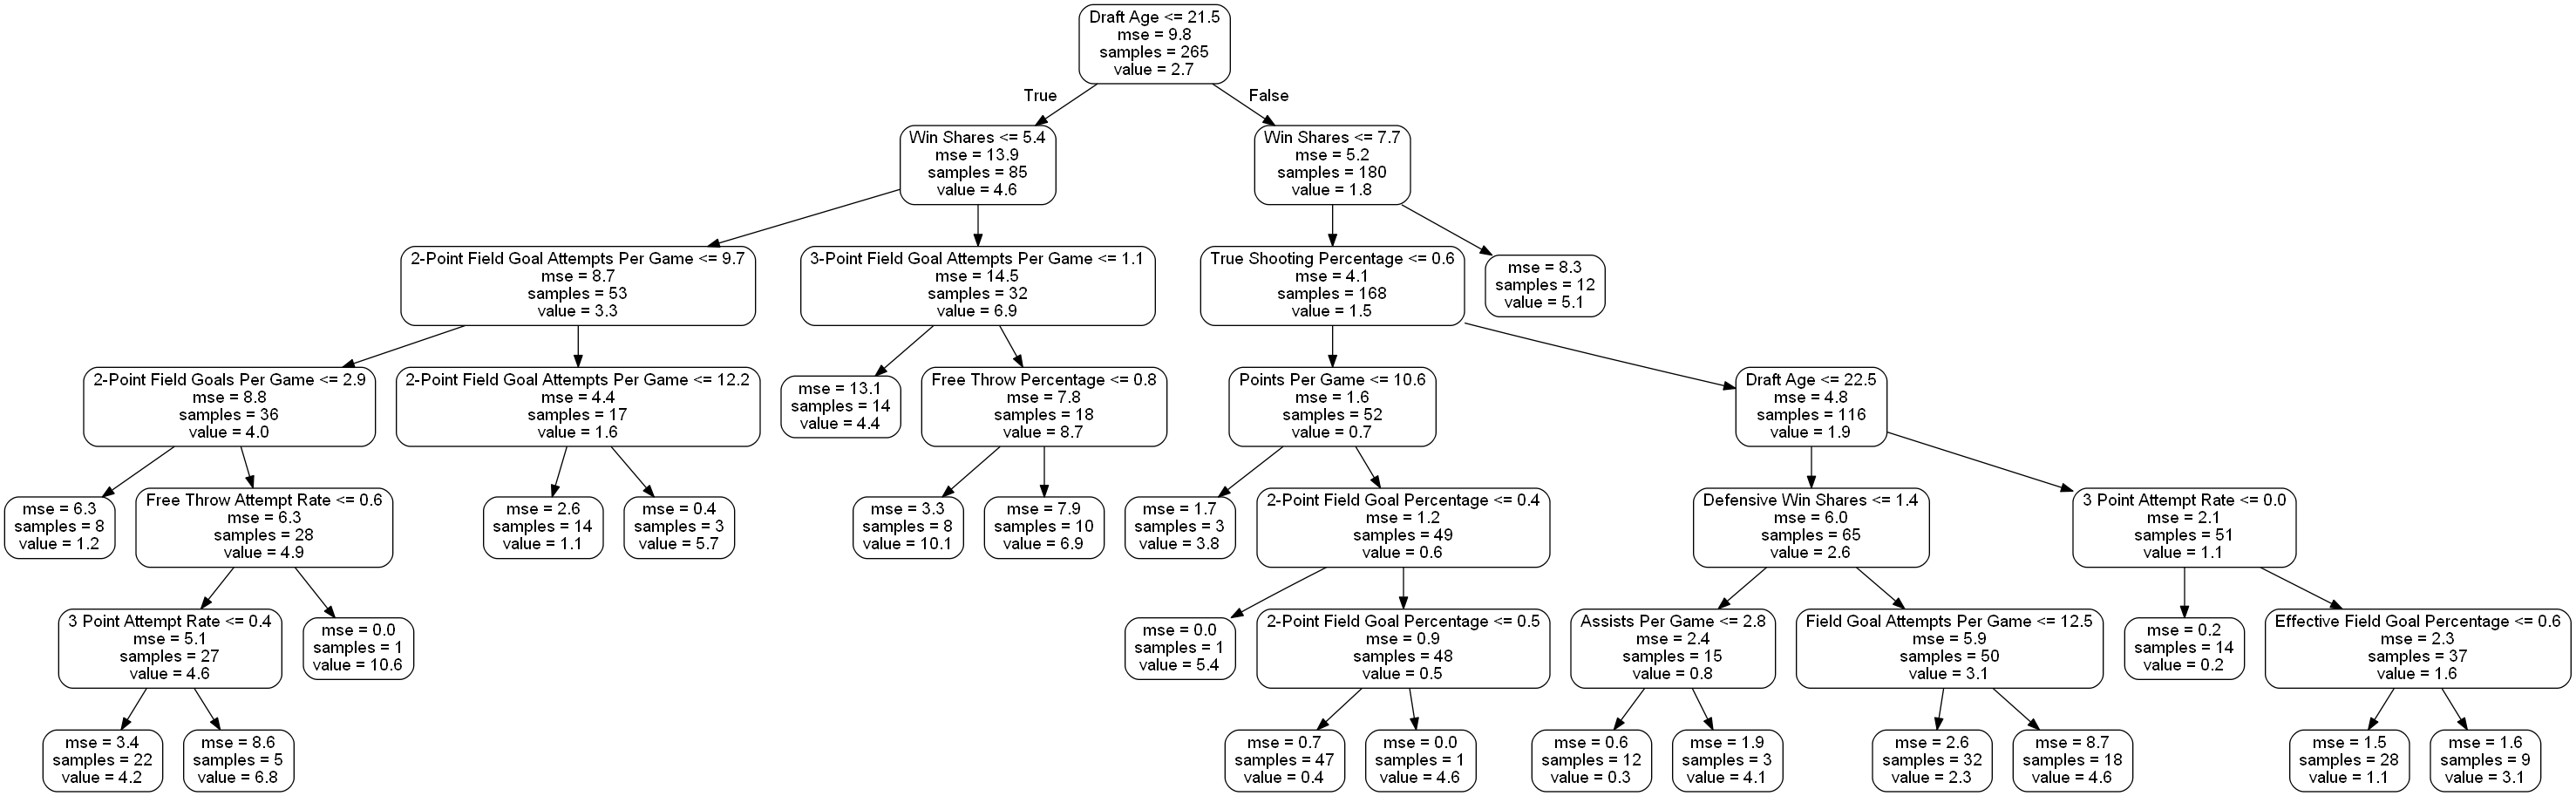 Draft Age <= 21.5
mse = 9.8
samples = 265
value = 2.7
True
False
Win Shares <= 5.4
mse = 13.9
samples = 85
value = 4.6
Win Shares <= 7.7
mse = 5.2
samples = 180
value = 1.8
2-Point Field Goal Attempts Per Game <= 9.7
mse = 8.7
samples = 53
value = 3.3
3-Point Field Goal Attempts Per Game <= 1.1
mse = 14.5
samples = 32
value = 6.9
True Shooting Percentage <= 0.6
mse = 4.1
samples = 168
value = 1.5
mse = 8.3
samples = 12
value = 5.1
2-Point Field Goals Per Game <= 2.9
mse = 8.8
samples = 36
value = 4.0
2-Point Field Goal Attempts Per Game <= 12.2
mse = 4.4
samples = 17
value = 1.6
mse = 13.1
samples = 14
value = 4.4
Free Throw Percentage <= 0.8
mse = 7.8
samples = 18
value = 8.7
Points Per Game <= 10.6
mse = 1.6
samples = 52
value = 0.7
Draft Age <= 22.5
mse = 4.8
samples = 116
value = 1.9
mse = 6.3
samples = 8
value = 1.2
Free Throw Attempt Rate <= 0.6
mse = 6.3
samples = 28
value = 4.9
mse = 2.6
samples = 14
value = 1.1
mse = 0.4
samples = 3
value = 5.7
mse = 3.3
samples = 8
value = 10.1
mse = 7.9
samples = 10
value = 6.9
mse = 1.7
samples = 3
value = 3.8
2-Point Field Goal Percentage <= 0.4
mse = 1.2
samples = 49
value = 0.6
Defensive Win Shares <= 1.4
mse = 6.0
samples = 65
value = 2.6
3 Point Attempt Rate <= 0.0
mse = 2.1
samples = 51
value = 1.1
3 Point Attempt Rate <= 0.4
mse = 5.1
samples = 27
value = 4.6
mse = 0.0
samples = 1
value = 10.6
mse = 0.0
samples = 1
value = 5.4
2-Point Field Goal Percentage <= 0.5
mse = 0.9
samples = 48
value = 0.5
Assists Per Game <= 2.8
mse = 2.4
samples = 15
value = 0.8
Field Goal Attempts Per Game <= 12.5
mse = 5.9
samples = 50
value = 3.1
mse = 0.2
samples = 14
value = 0.2
Effective Field Goal Percentage <= 0.6
mse = 2.3
samples = 37
value = 1.6
mse = 3.4
samples = 22
value = 4.2
mse = 8.6
samples = 5
value = 6.8
mse = 0.7
samples = 47
value = 0.4
mse = 0.0
samples = 1
value = 4.6
mse = 0.6
samples = 12
value = 0.3
mse = 1.9
samples = 3
value = 4.1
mse = 2.6
samples = 32
value = 2.3
mse = 8.7
samples = 18
value = 4.6
mse = 1.5
samples = 28
value = 1.1
mse = 1.6
samples = 9
value = 3.1